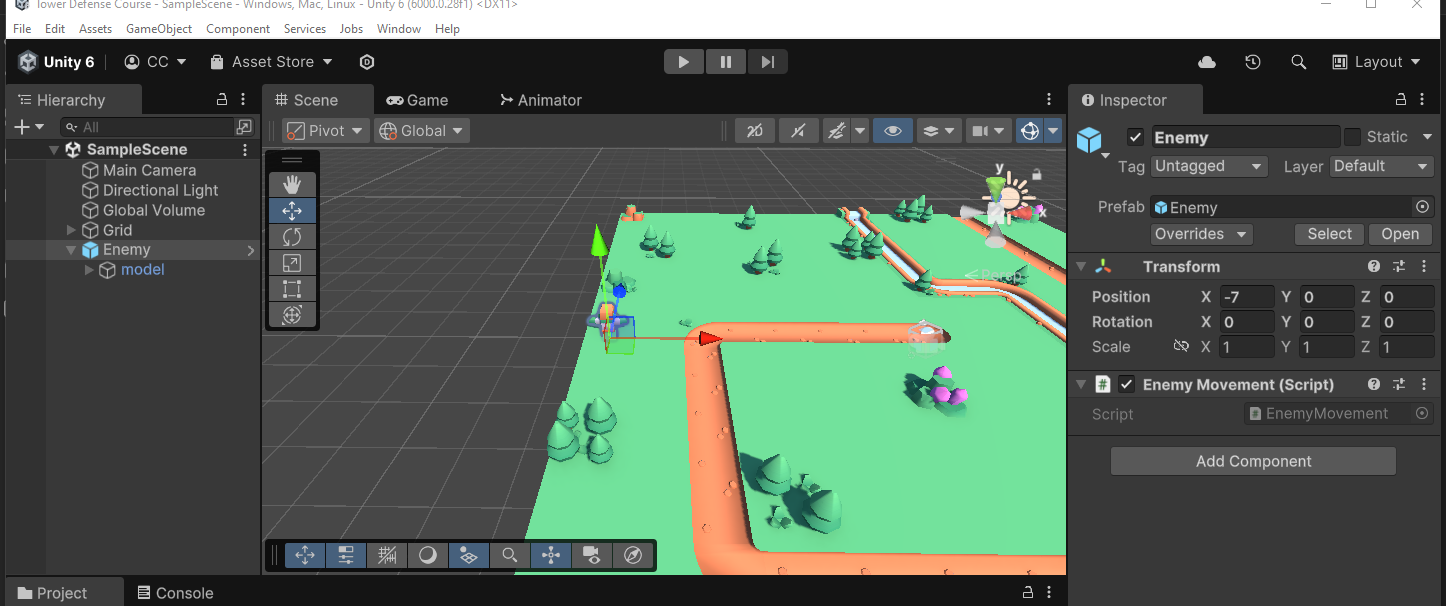 Tower Defense Course - SampleScene - Windows, Mac, Linux - Unity 6 (6000.0.28f1) <DX11>
File Edit Assets GameObject Component Services Jobs Window Help
Unity 6 CC Asset Store Layout
Hierarchy
All
SampleScene
Main Camera
Directional Light
Global Volume
Grid
Enemy
model
Scene Game Animator
Pivot Global 2D
y
x
Persp
Inspector
Enemy Static
Tag Untagged Layer Default
Prefab Enemy
Overrides Select Open
Transform
Position X -7 Y 0 Z 0
Rotation X 0 Y 0 Z 0
Scale X 1 Y 1 Z 1
# Enemy Movement (Script)
Script # EnemyMovement
Add Component
Project Console